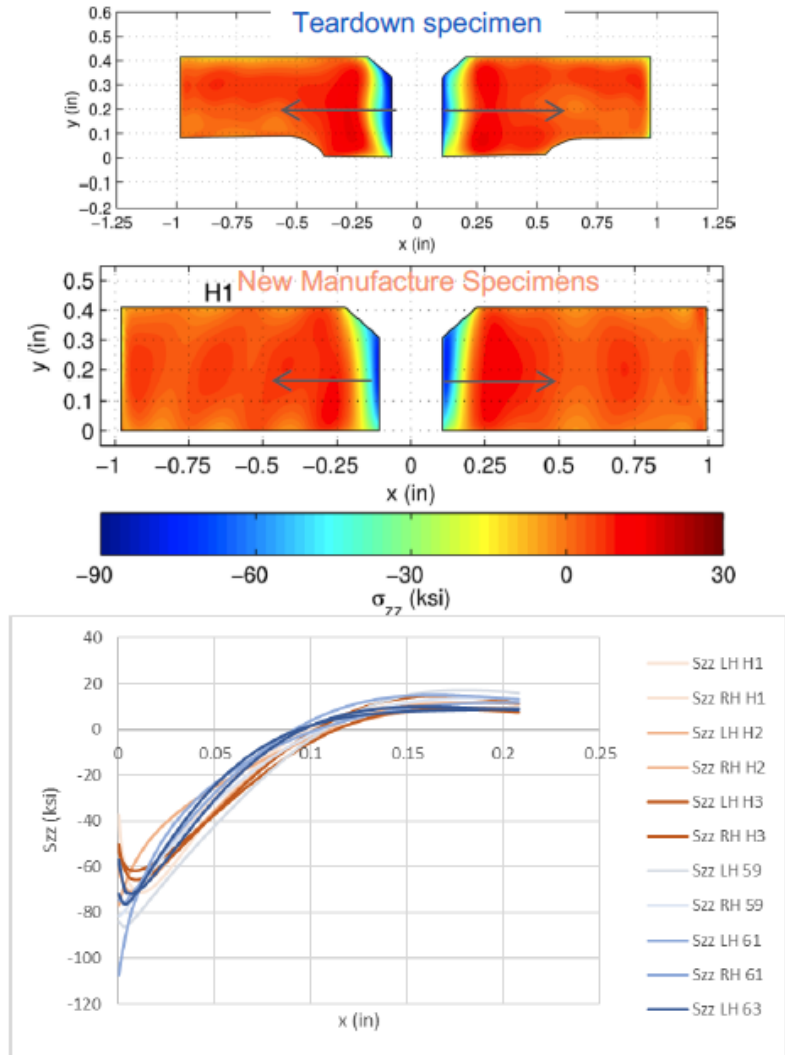 Teardown specimen
0.6
0.5
0.4
0.3
0.2
0.1
0
−0.1
−0.2
y (in)
−1.25 −1 −0.75 −0.5 −0.25 0 0.25 0.5 0.75 1 1.25
x (in)
H1 New Manufacture Specimens
0.5
0.4
0.3
0.2
0.1
0
y (in)
−1 −0.75 −0.5 −0.25 0 0.25 0.5 0.75 1
x (in)
−90 −60 −30 0 30
σzz (ksi)
40
20
0
-20
-40
-60
-80
-100
-120
Szz (ksi)
0 0.05 0.1 0.15 0.2 0.25
x (in)
Szz LH H1
Szz RH H1
Szz LH H2
Szz RH H2
Szz LH H3
Szz RH H3
Szz LH 59
Szz RH 59
Szz LH 61
Szz RH 61
Szz LH 63